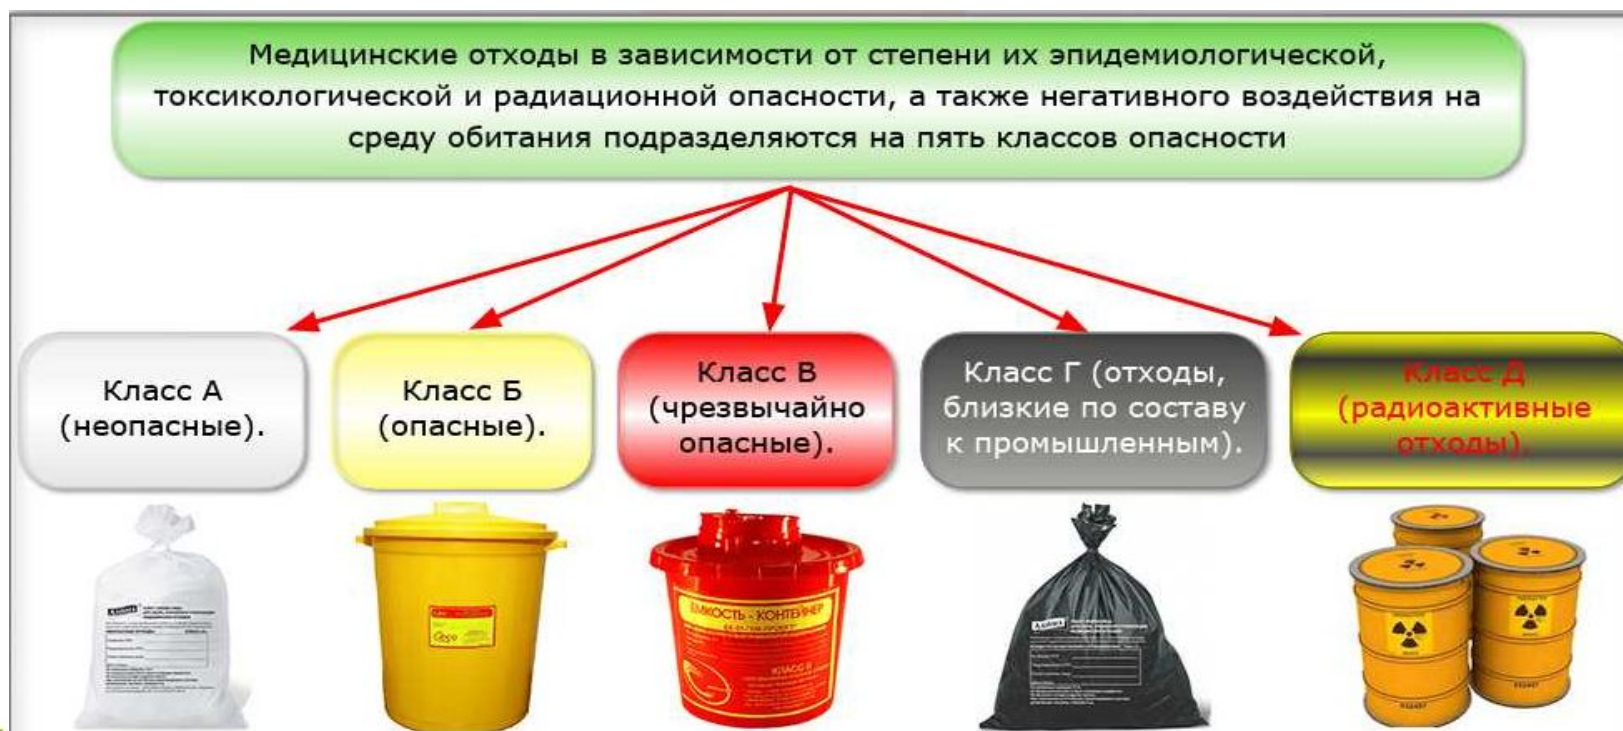 Медицинские отходы в зависимости от степени их эпидемиологической,
токсикологической и радиационной опасности, а также негативного воздействия на
среду обитания подразделяются на пять классов опасности
Класс А
(неопасные).
Класс Б
(опасные).
Класс В
(чрезвычайно
опасные).
Класс Г (отходы,
близкие по составу
к промышленным).
Класс Д
(радиоактивные
отходы).
ЕМКОСТЬ - КОНТЕЙНЕР
КЛАСС В